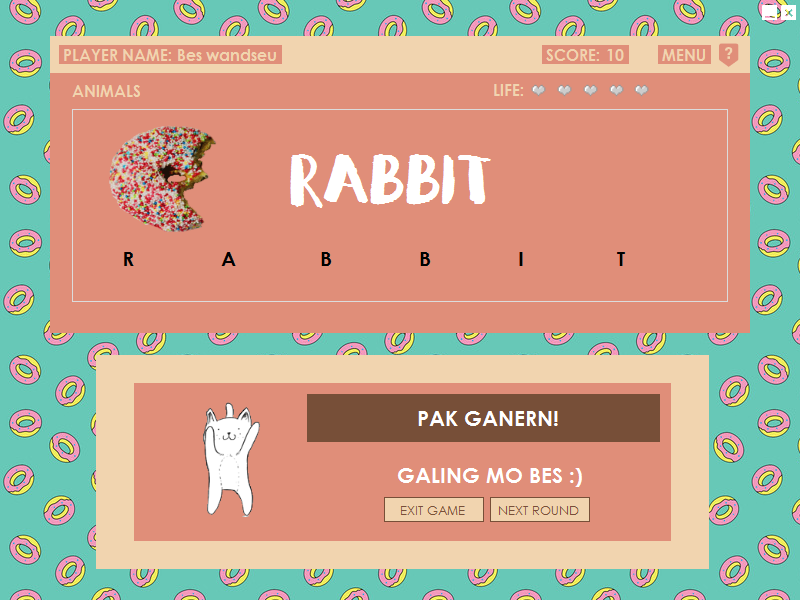 PLAYER NAME: Bes wandseu
SCORE: 10
MENU
?
ANIMALS
LIFE:
RABBIT
R A B B I T
PAK GANERN!
GALING MO BES :)
EXIT GAME
NEXT ROUND